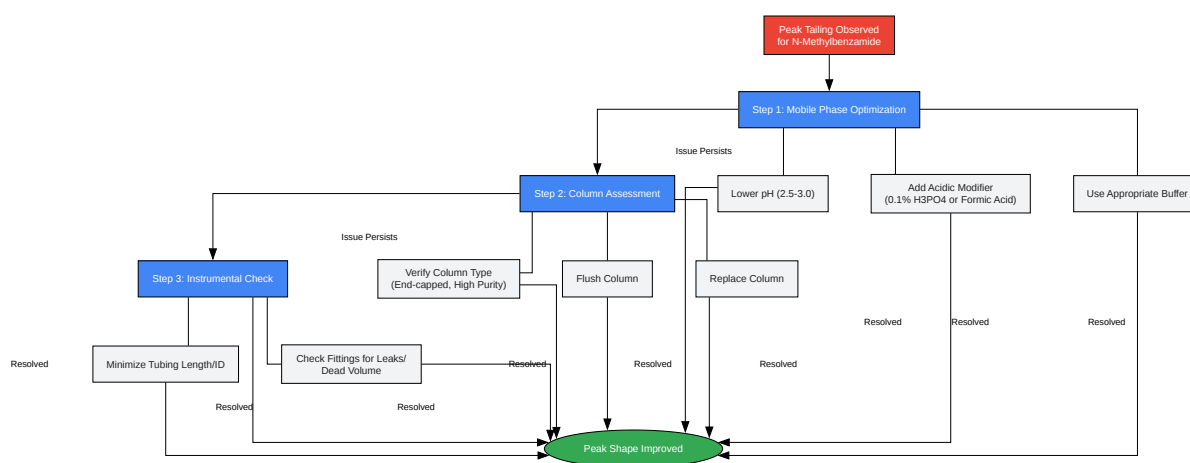 Peak Tailing Observed
for N-Methylbenzamide
Step 1: Mobile Phase Optimization
Issue Persists
Step 2: Column Assessment
Lower pH (2.5-3.0)
Add Acidic Modifier
(0.1% H3PO4 or Formic Acid)
Use Appropriate Buffer
Issue Persists
Step 3: Instrumental Check
Verify Column Type
(End-capped, High Purity)
Flush Column
Replace Column
Resolved
Resolved
Resolved
Minimize Tubing Length/ID
Check Fittings for Leaks/
Dead Volume
Resolved
Resolved
Resolved
Resolved
Resolved
Resolved
Peak Shape Improved